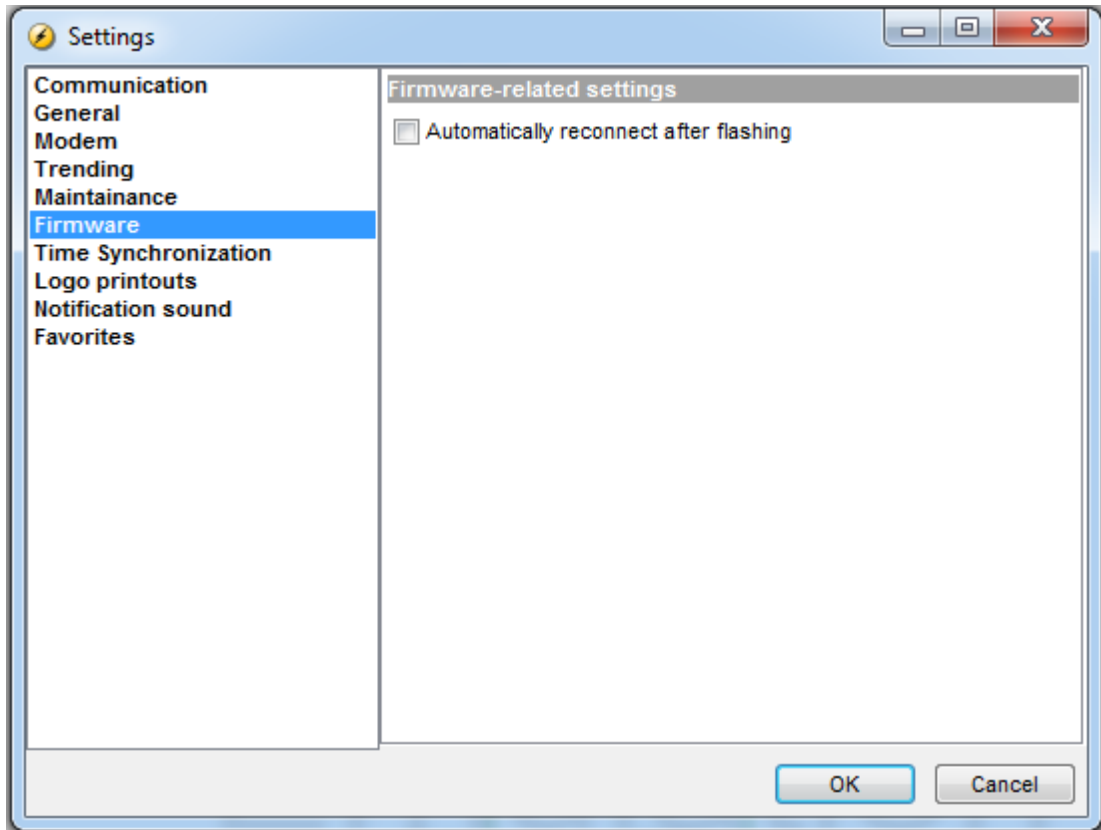 Settings
Communication
General
Modem
Trending
Maintainance
Firmware
Time Synchronization
Logo printouts
Notification sound
Favorites
Firmware-related settings
Automatically reconnect after flashing
OK
Cancel